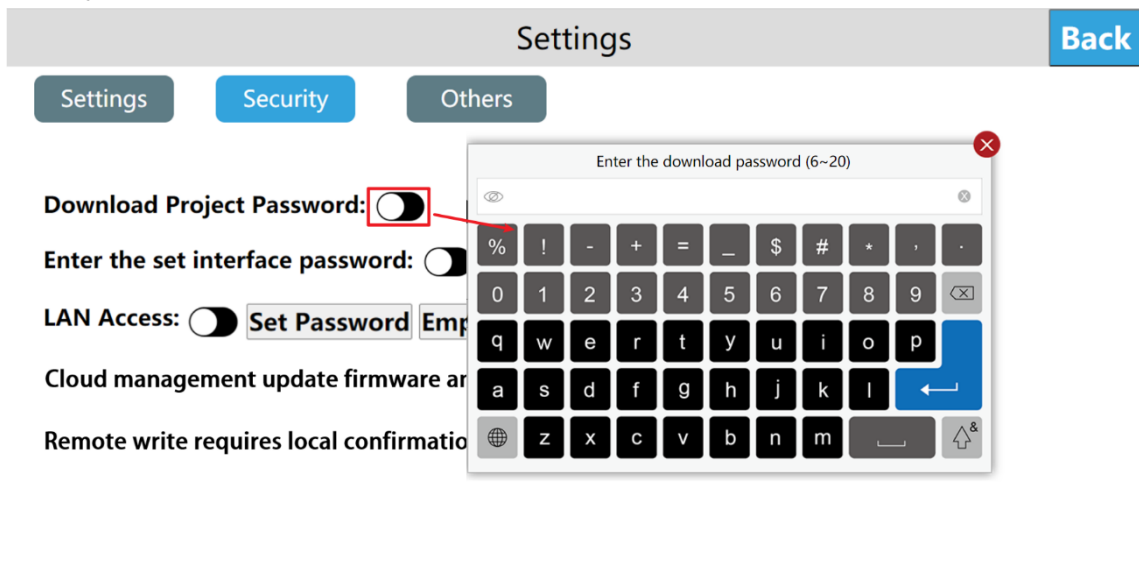 Settings
Back
Settings Security Others
Enter the download password (6~20)
Download Project Password:
Enter the set interface password:
LAN Access: Set Password Emp
Cloud management update firmware ar
Remote write requires local confirmatio
% ! - + = _ $ # * , .
0 1 2 3 4 5 6 7 8 9
q w e r t y u i o p
a s d f g h j k l
z x c v b n m &